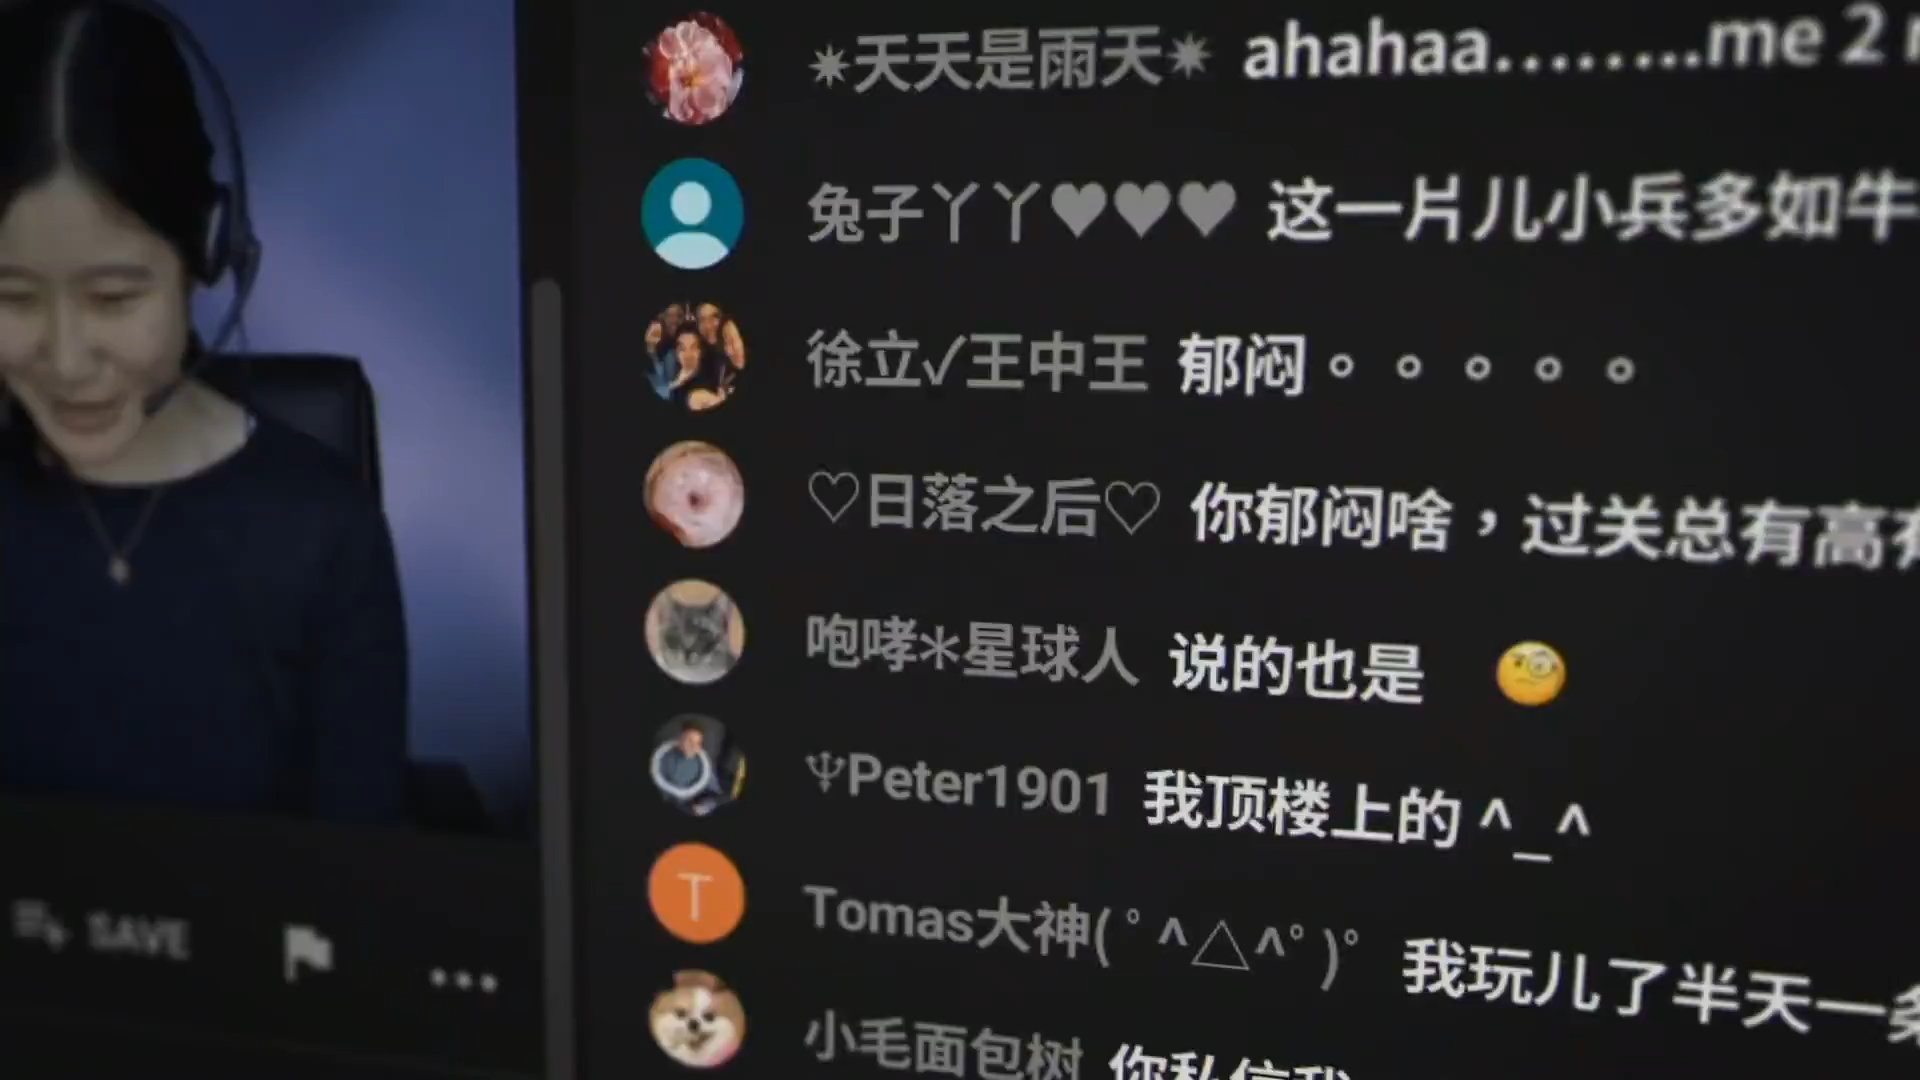 ✷天天是雨天✷ ahahaa........me 2
兔子丫丫♥♥♥ 这一片儿小兵多如牛
徐立✓王中王 郁闷。。。。。
♡日落之后♡ 你郁闷啥，过关总有高
咆哮＊星球人 说的也是 🧐
♆Peter1901 我顶楼上的 ^_^
T
Tomas大神( ﾟ^△^ﾟ)ﾟ 我玩儿了半天一
小毛面包树 你私信我
SAVE